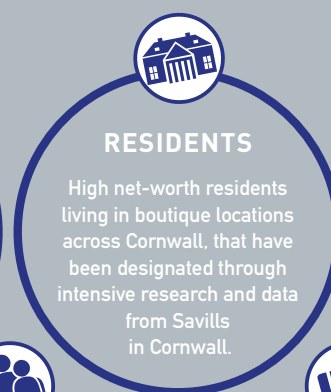 RESIDENTS
High net-worth residents
living in boutique locations
across Cornwall, that have
been designated through
intensive research and data
from Savills
in Cornwall.